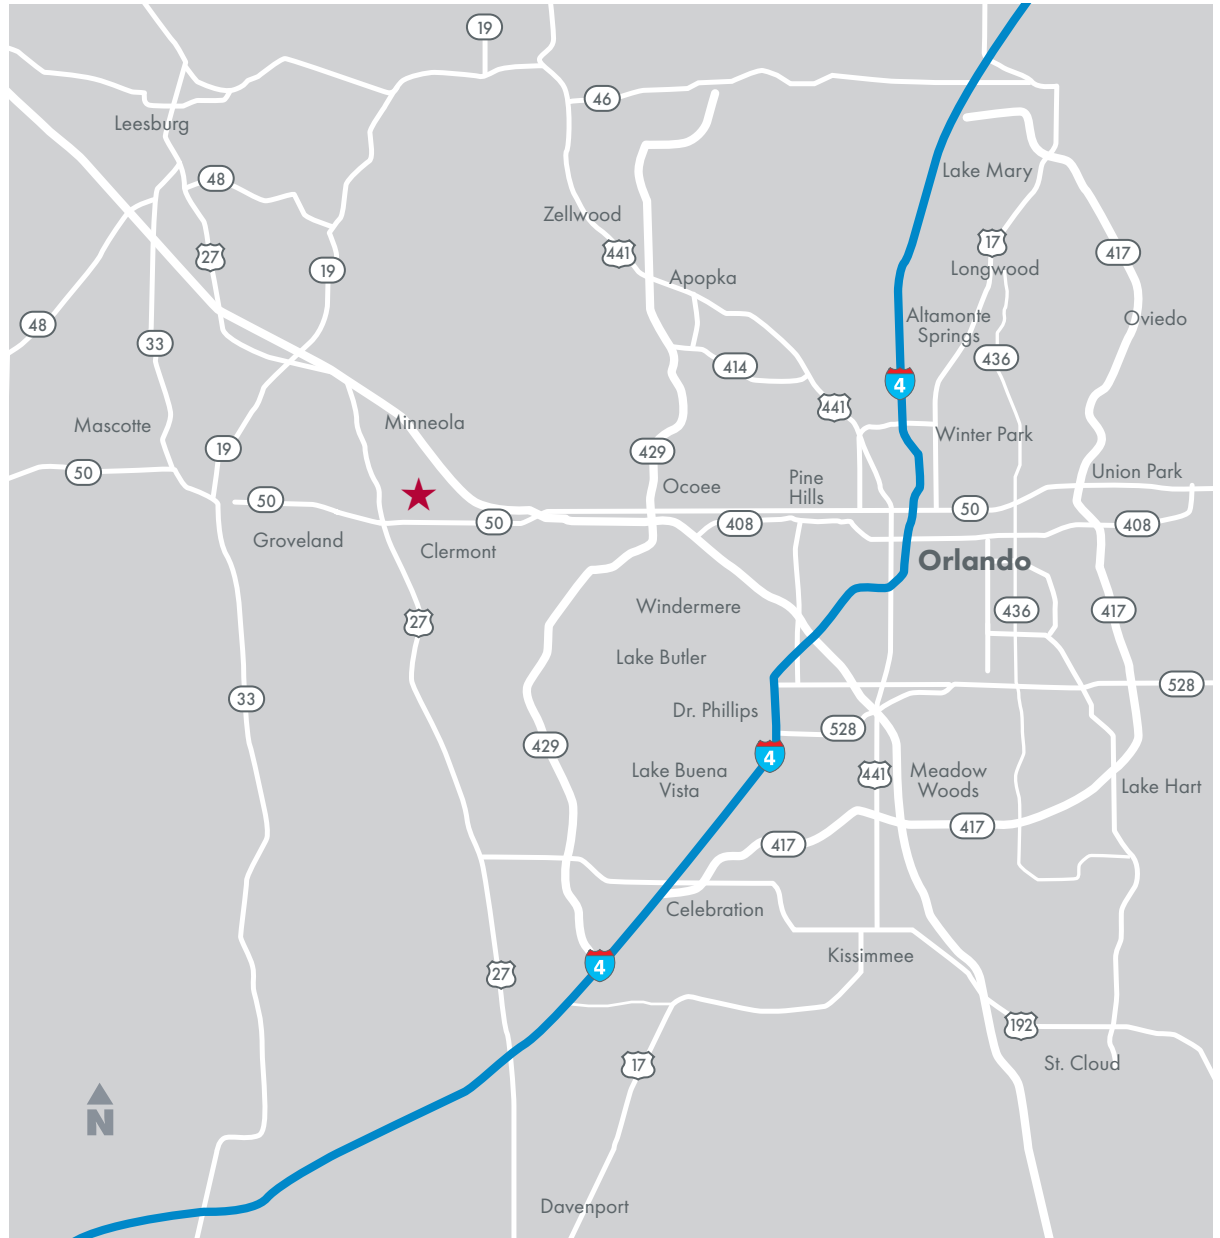 19
46
Leesburg
Lake Mary
48
Zellwood
17
441
417
27
Longwood
19
Apopka
Altamonte
Springs
Oviedo
48
33
436
414
4
441
Minneola
Mascotte
Winter Park
19
429
50
Union Park
Pine
Hills
Ocoee
50
50
50
408
408
Groveland
Clermont
Orlando
Windermere
436
417
27
Lake Butler
528
33
Dr. Phillips
528
429
4
Lake Buena
Vista
441
Meadow
Woods
Lake Hart
417
417
Celebration
Kissimmee
4
27
192
17
St. Cloud
N
Davenport